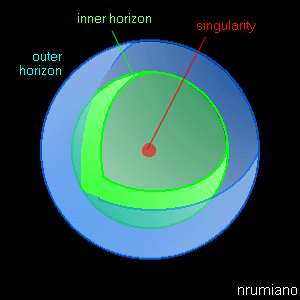 inner horizon
singularity
outer
horizon
nrumiano